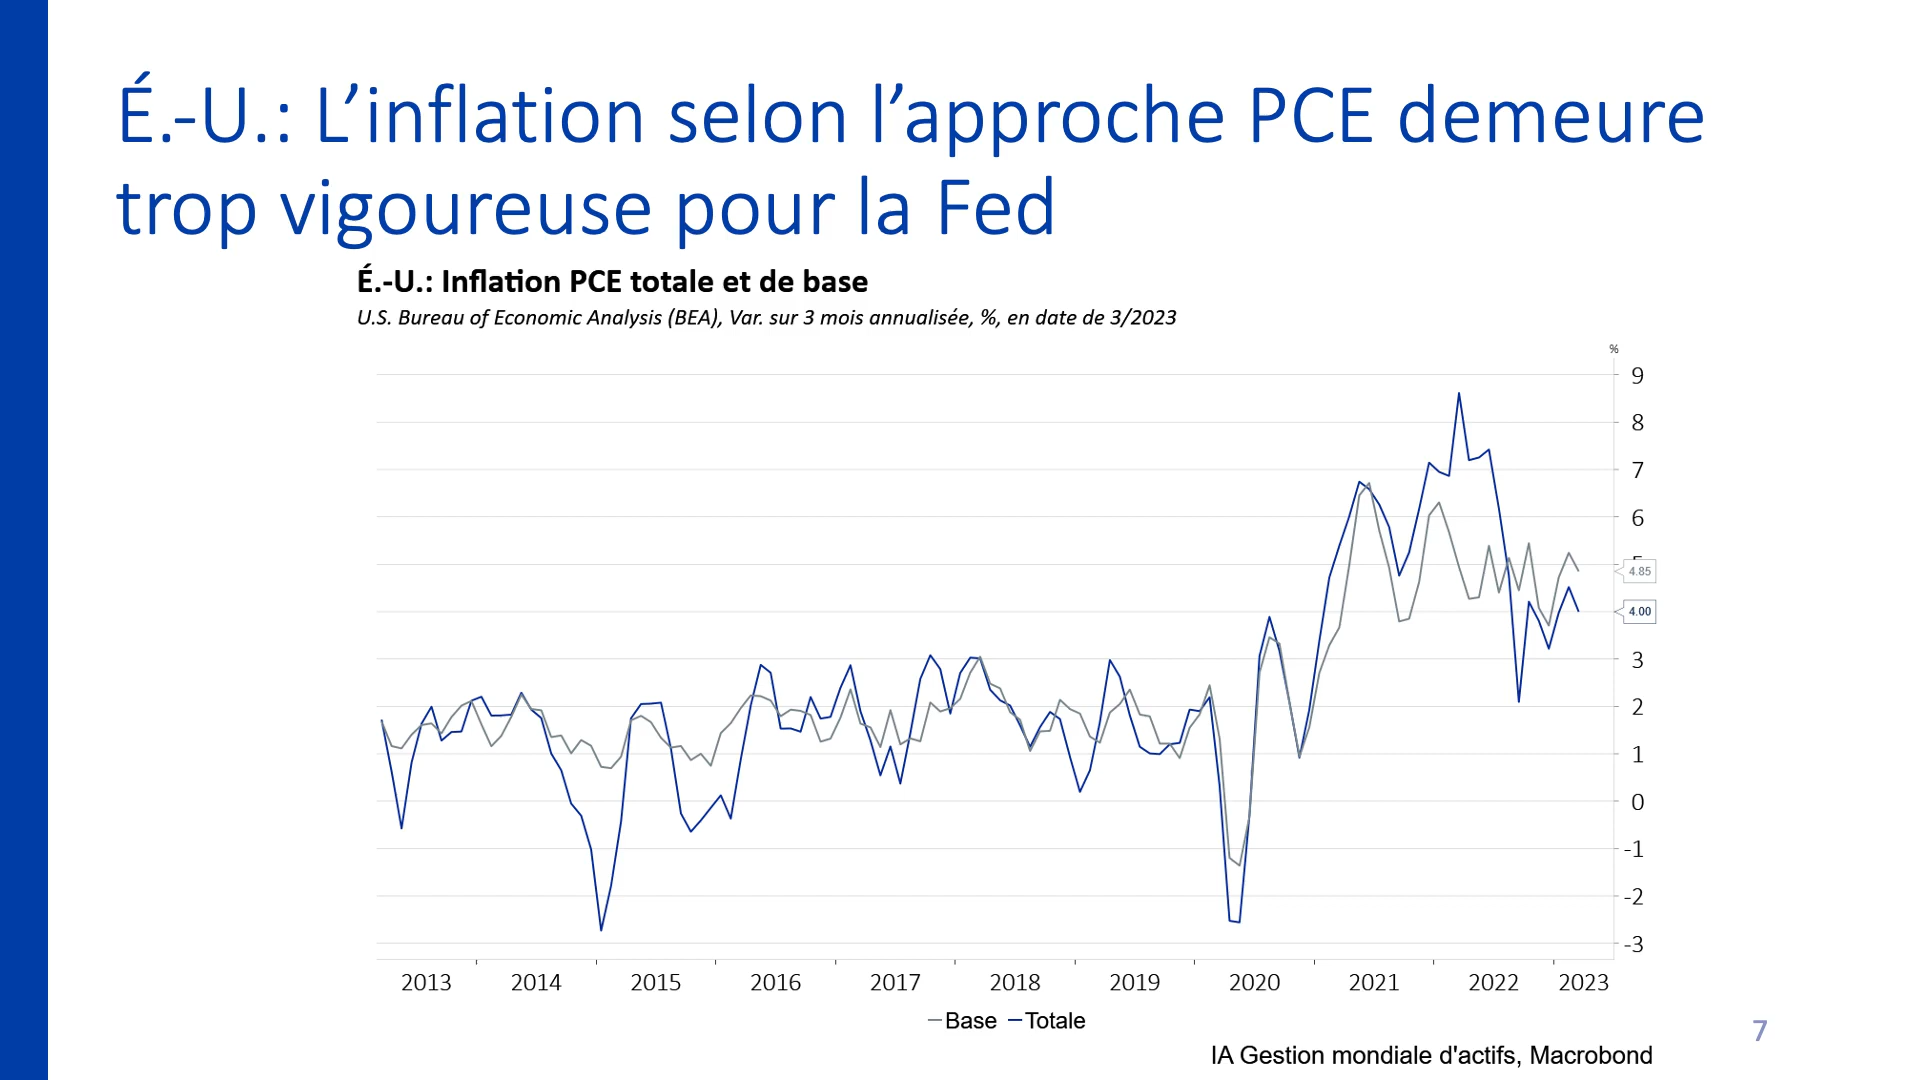 É.-U.: L’inflation selon l’approche PCE demeure
trop vigoureuse pour la Fed
É.-U.: Inflation PCE totale et de base
U.S. Bureau of Economic Analysis (BEA), Var. sur 3 mois annualisée, %, en date de 3/2023
%
9
8
7
6
4.85
4.00
3
2
1
0
-1
-2
-3
2013 2014 2015 2016 2017 2018 2019 2020 2021 2022 2023
Base Totale
7
IA Gestion mondiale d'actifs, Macrobond